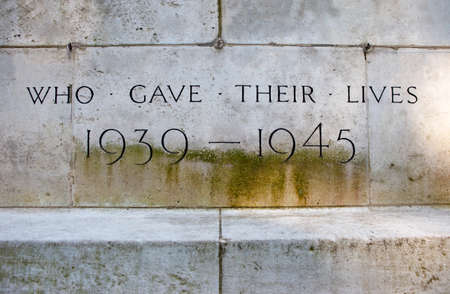 WHO · GAVE · THEIR · LIVES
1939 — 1945